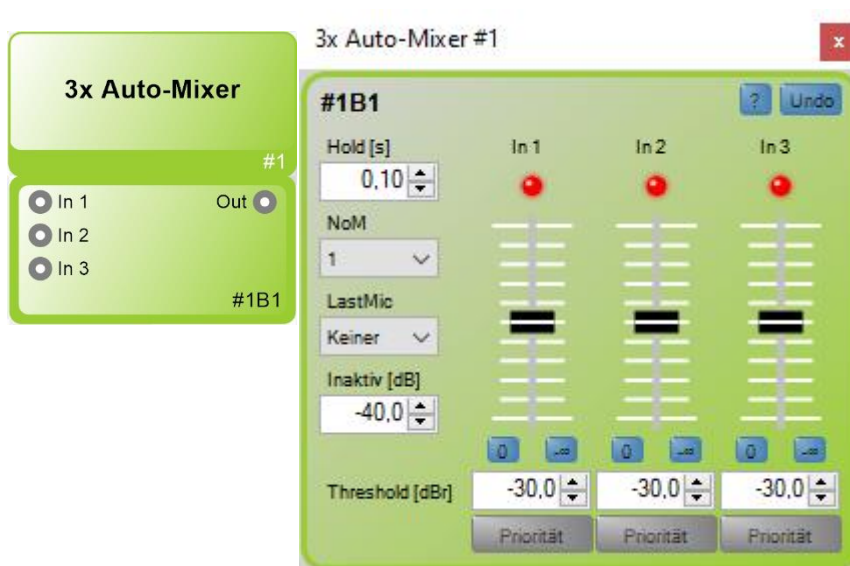 3x Auto-Mixer
#1
In 1 Out
In 2
In 3
#1B1
3x Auto-Mixer #1
x
#1B1
? Undo
Hold [s] In 1 In 2 In 3
0,10
NoM
1
LastMic
Keiner
Inaktiv [dB]
-40,0
0 -∞ 0 -∞ 0 -∞
Threshold [dBr] -30,0 -30,0 -30,0
Priorität Priorität Priorität